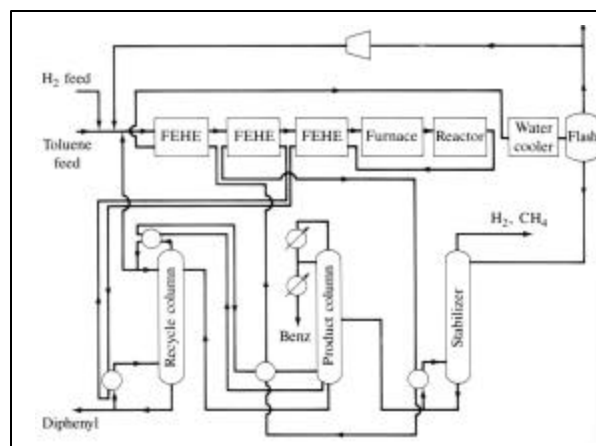 H₂ feed
Toluene
feed
FEHE
FEHE
FEHE
Furnace
Reactor
Water
cooler
Flash
H₂, CH₄
Recycle column
Product column
Stabilizer
Benz
Diphenyl